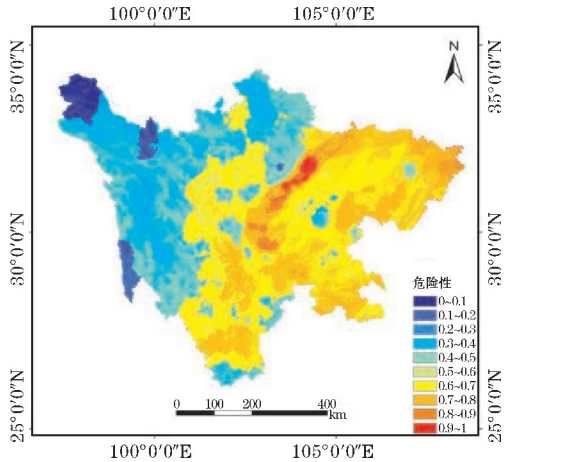 100°0′0″E 105°0′0″E
N
35°0′0″N 35°0′0″N
30°0′0″N 30°0′0″N
25°0′0″N 25°0′0″N
危险性
0~0.1
0.1~0.2
0.2~0.3
0.3~0.4
0.4~0.5
0.5~0.6
0.6~0.7
0.7~0.8
0.8~0.9
0.9~1
0 100 200 400
km
100°0′0″E 105°0′0″E